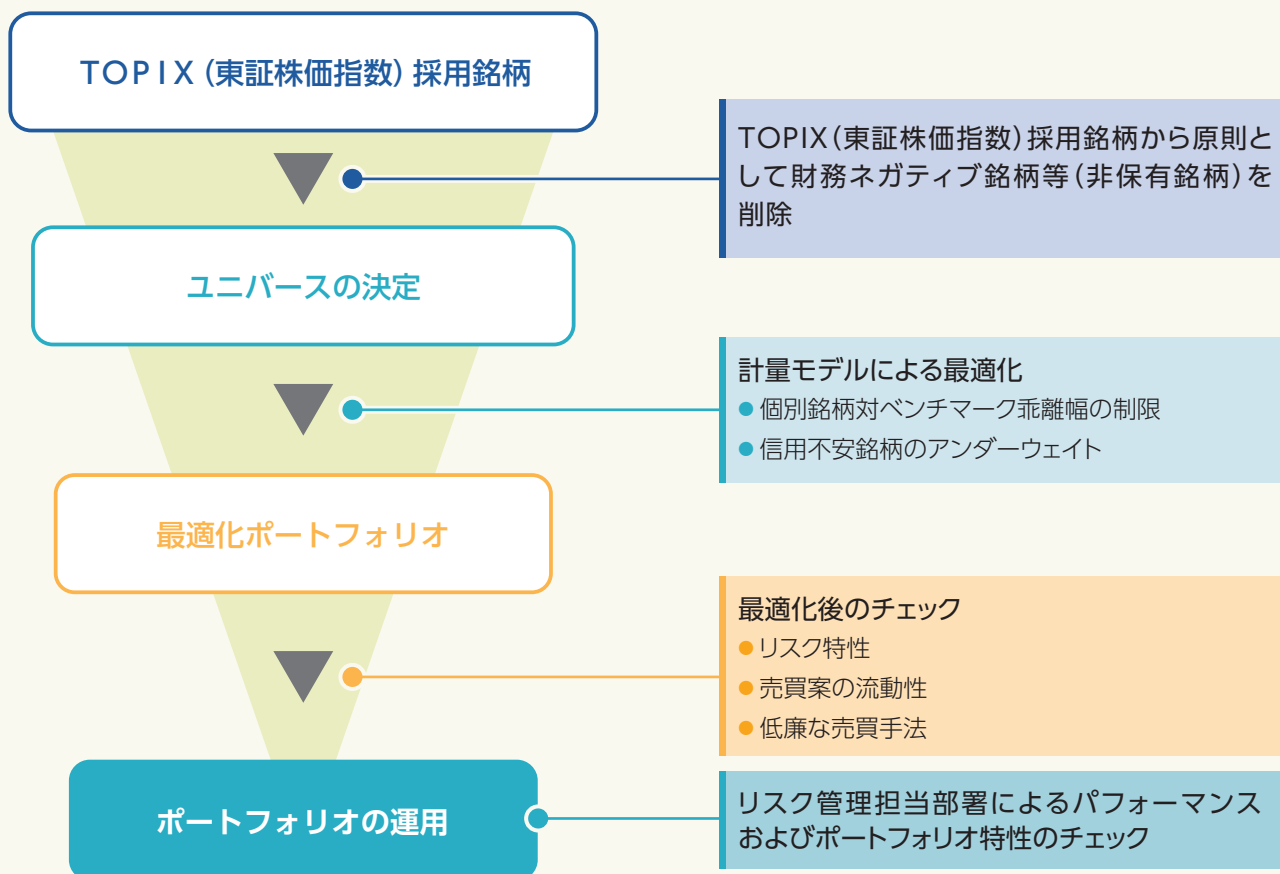 TOPIX(東証株価指数)採用銘柄
TOPIX(東証株価指数)採用銘柄から原則と
して財務ネガティブ銘柄等(非保有銘柄)を
削除
ユニバースの決定
計量モデルによる最適化
● 個別銘柄対ベンチマーク乖離幅の制限
● 信用不安銘柄のアンダーウェイト
最適化ポートフォリオ
最適化後のチェック
● リスク特性
● 売買案の流動性
● 低廉な売買手法
ポートフォリオの運用
リスク管理担当部署によるパフォーマンス
およびポートフォリオ特性のチェック